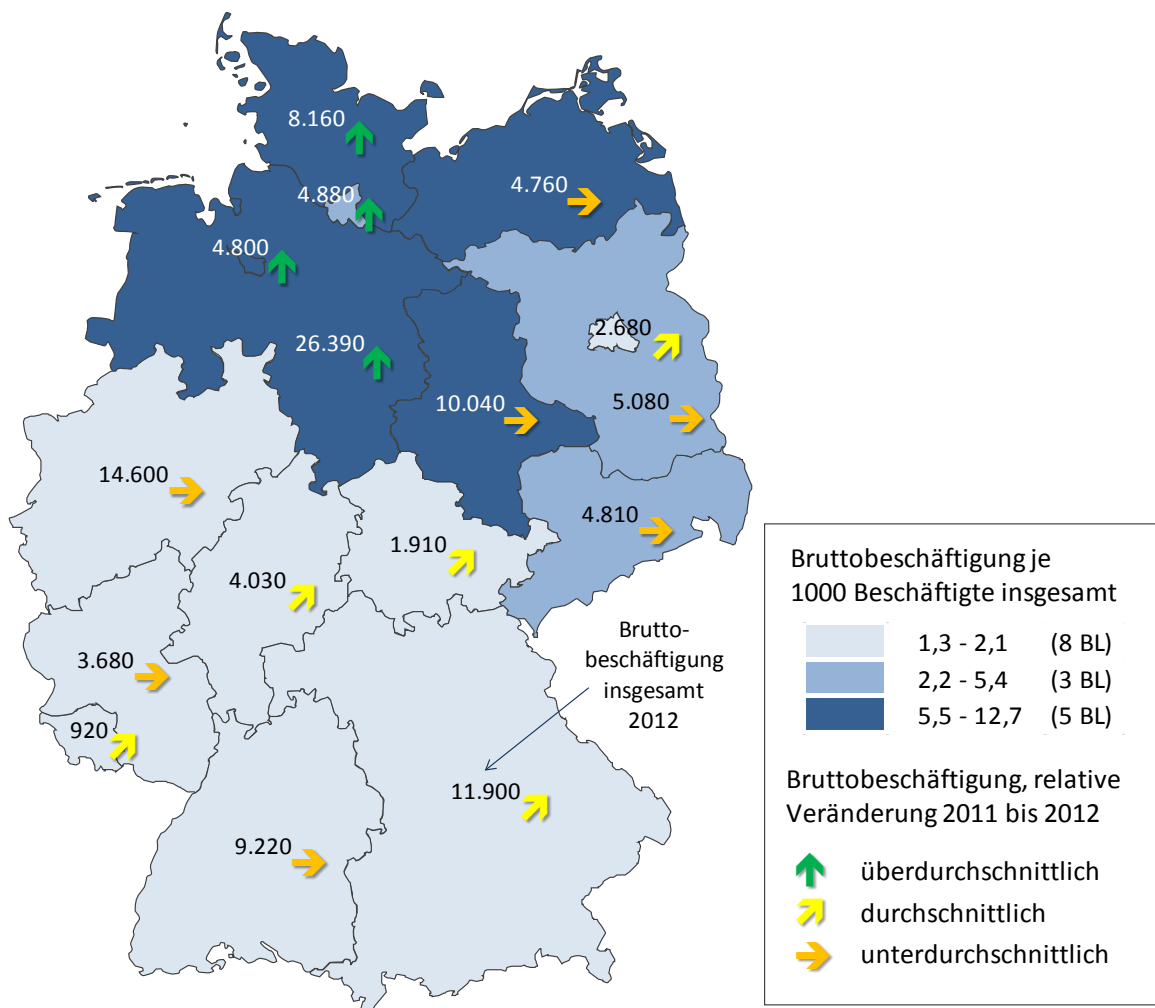 8.160
4.880
4.760
4.800
26.390
2.680
10.040
5.080
14.600
4.810
1.910
4.030
3.680
920
Brutto-
beschäftigung
insgesamt
2012
11.900
9.220
Bruttobeschäftigung je
1000 Beschäftigte insgesamt
1,3 - 2,1 (8 BL)
2,2 - 5,4 (3 BL)
5,5 - 12,7 (5 BL)
Bruttobeschäftigung, relative
Veränderung 2011 bis 2012
überdurchschnittlich
durchschnittlich
unterdurchschnittlich